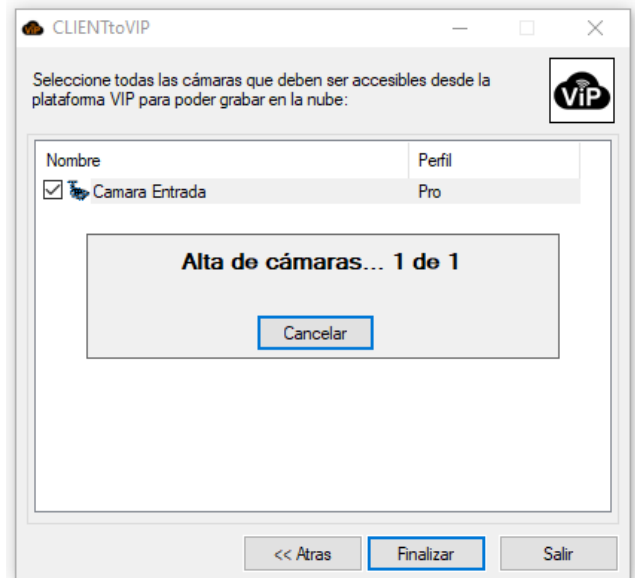 CLIENTtoVIP
Seleccione todas las cámaras que deben ser accesibles desde la
plataforma VIP para poder grabar en la nube:
ViP
Nombre Perfil
Camara Entrada Pro
Alta de cámaras... 1 de 1
Cancelar
<< Atras Finalizar Salir